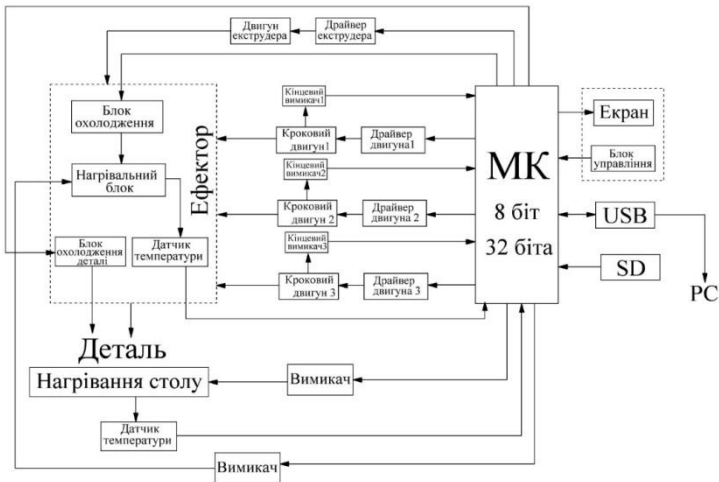 Двигун
екструдера
Драйвер
екструдера
Блок
охолодження
Нагрівальний
блок
Блок
охолодження
деталі
Датчик
температури
Ефектор
Кінцевий
вимикач1
Кроковий
двигун1
Драйвер
двигуна1
Кінцевий
вимикач2
Кроковий
двигун 2
Драйвер
двигуна 2
Кінцевий
вимикач3
Кроковий
двигун 3
Драйвер
двигуна 3
МК
8 біт
32 біта
Екран
Блок
управління
USB
SD
PC
Деталь
Нагрівання столу
Вимикач
Датчик
температури
Вимикач